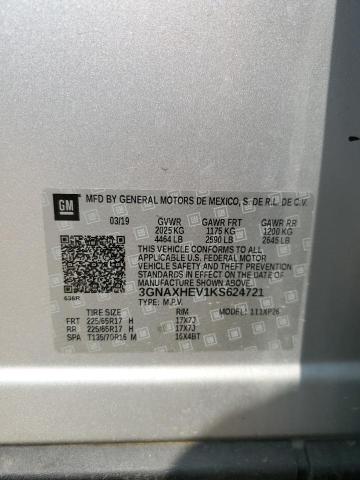 GM
MFD BY GENERAL MOTORS DE MEXICO, S. DE R.L. DE C.V.
03/19 GVWR GAWR FRT GAWR RR
2025 KG 1175 KG 1200 KG
4464 LB 2590 LB 2645 LB
THIS VEHICLE CONFORMS TO ALL
APPLICABLE U.S. FEDERAL MOTOR
VEHICLE SAFETY AND THEFT
PREVENTION STANDARDS IN
EFFECT ON THE DATE OF
MANUFACTURE SHOWN ABOVE.
3GNAXHEV1KS624721
636R TYPE: M.P.V.
TIRE SIZE RIM MODEL: 1T1XP26
FRT 225/65R17 H 17X7J
RR 225/65R17 H 17X7J
SPA T135/70R16 M 16X4BT